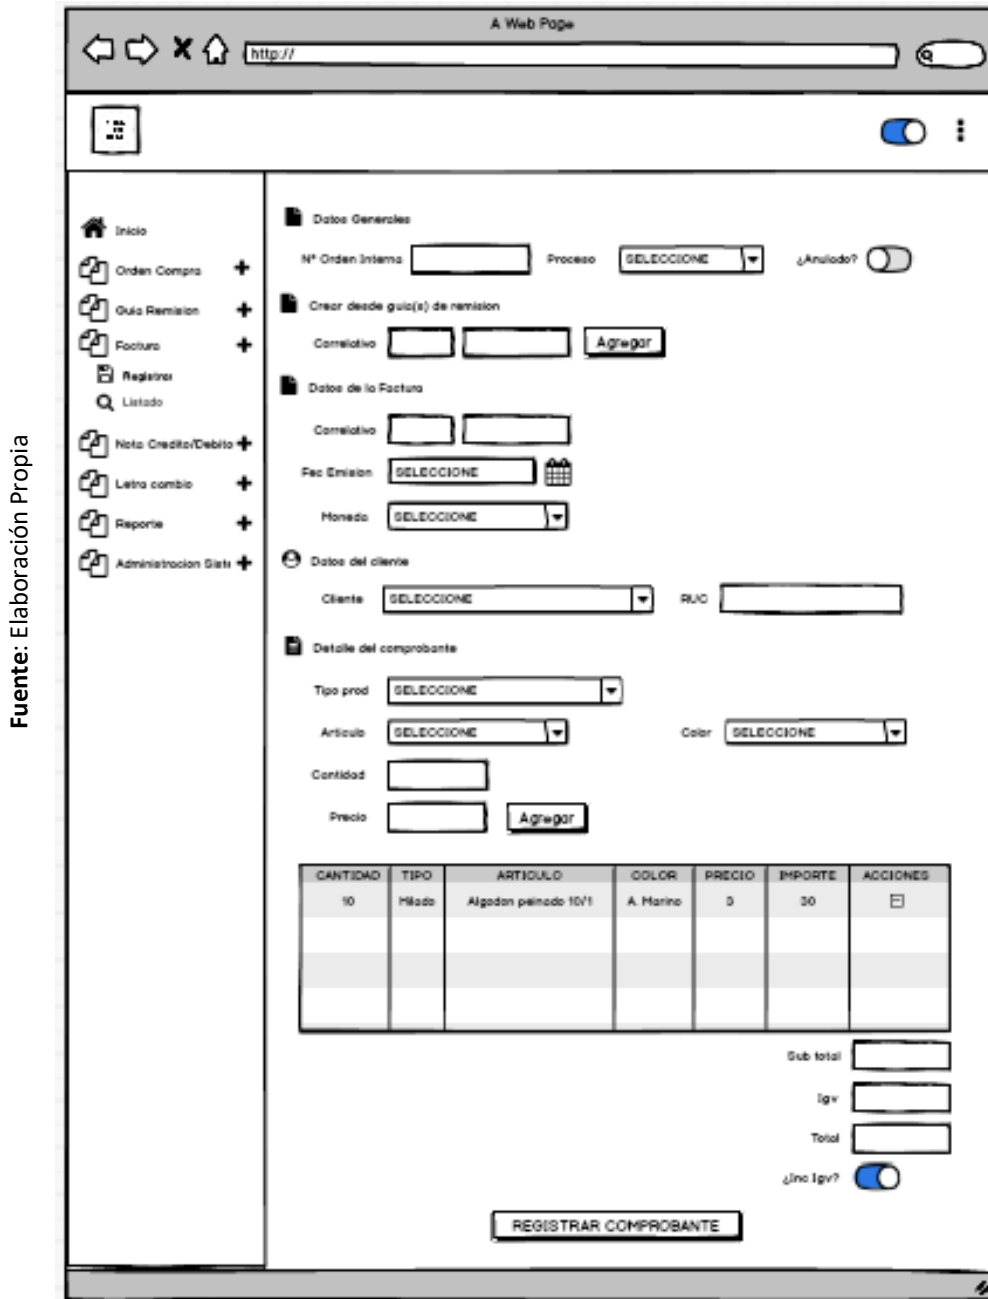 A Web Page
http://
Inicio
Orden Compra
Guia Remision
Factura
Registrar
Listado
Nota Credito/Debito
Letra cambio
Reporte
Administracion Siste
Datos Generales
N° Orden Interno
Proceso
SELECCIONE
¿Anulado?
Crear desde guia(s) de remision
Correlativo
Agregar
Datos de la Factura
Correlativo
Fec Emision
SELECCIONE
Moneda
SELECCIONE
Datos del cliente
Cliente
SELECCIONE
RUC
Detalle del comprobante
Tipo prod
SELECCIONE
Articulo
SELECCIONE
Color
SELECCIONE
Cantidad
Precio
Agregar
CANTIDAD TIPO ARTICULO COLOR PRECIO IMPORTE ACCIONES
10 Hilado Algodon peinado 10/1 A. Marino 3 30
Sub total
Igv
Total
¿Inc Igv?
REGISTRAR COMPROBANTE
Fuente: Elaboración Propia